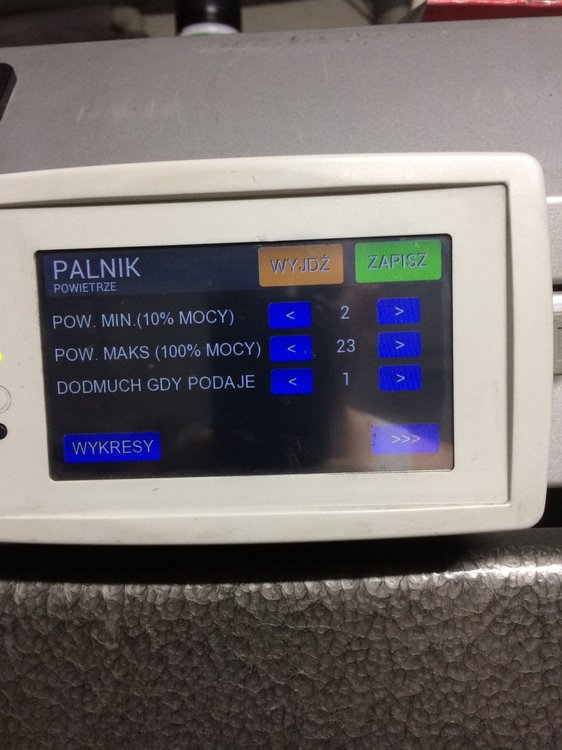 PALNIK
POWIETRZE
WYJDŹ
ZAPISZ
POW. MIN.(10% MOCY) < 2 >
POW. MAKS (100% MOCY) < 23 >
DODMUCH GDY PODAJE < 1 >
WYKRESY
>>>